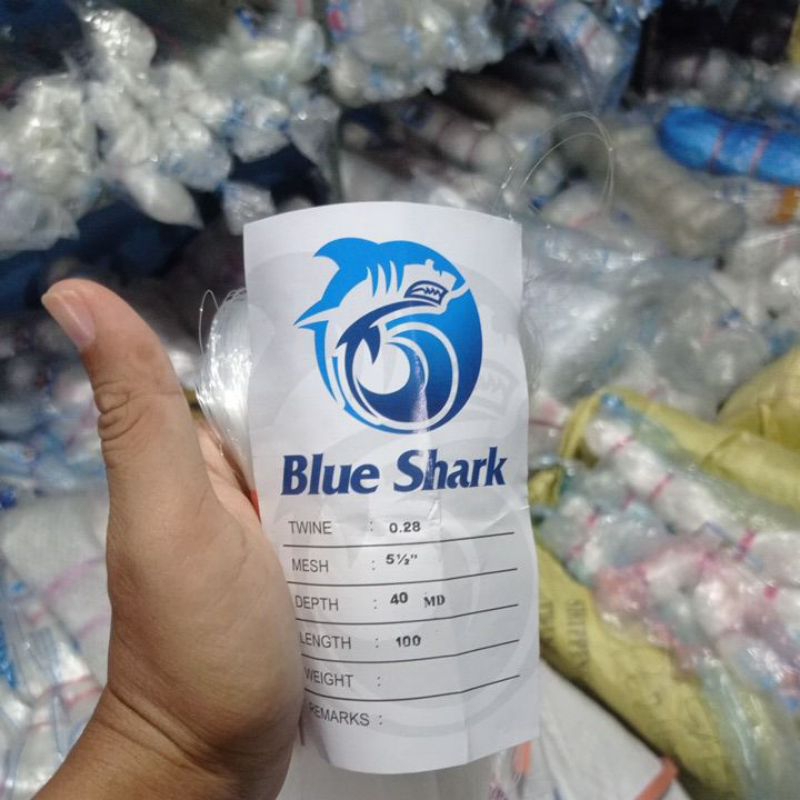 Blue Shark
TWINE : 0.28
MESH : 5½"
DEPTH : 40 MD
LENGTH : 100
WEIGHT :
REMARKS :